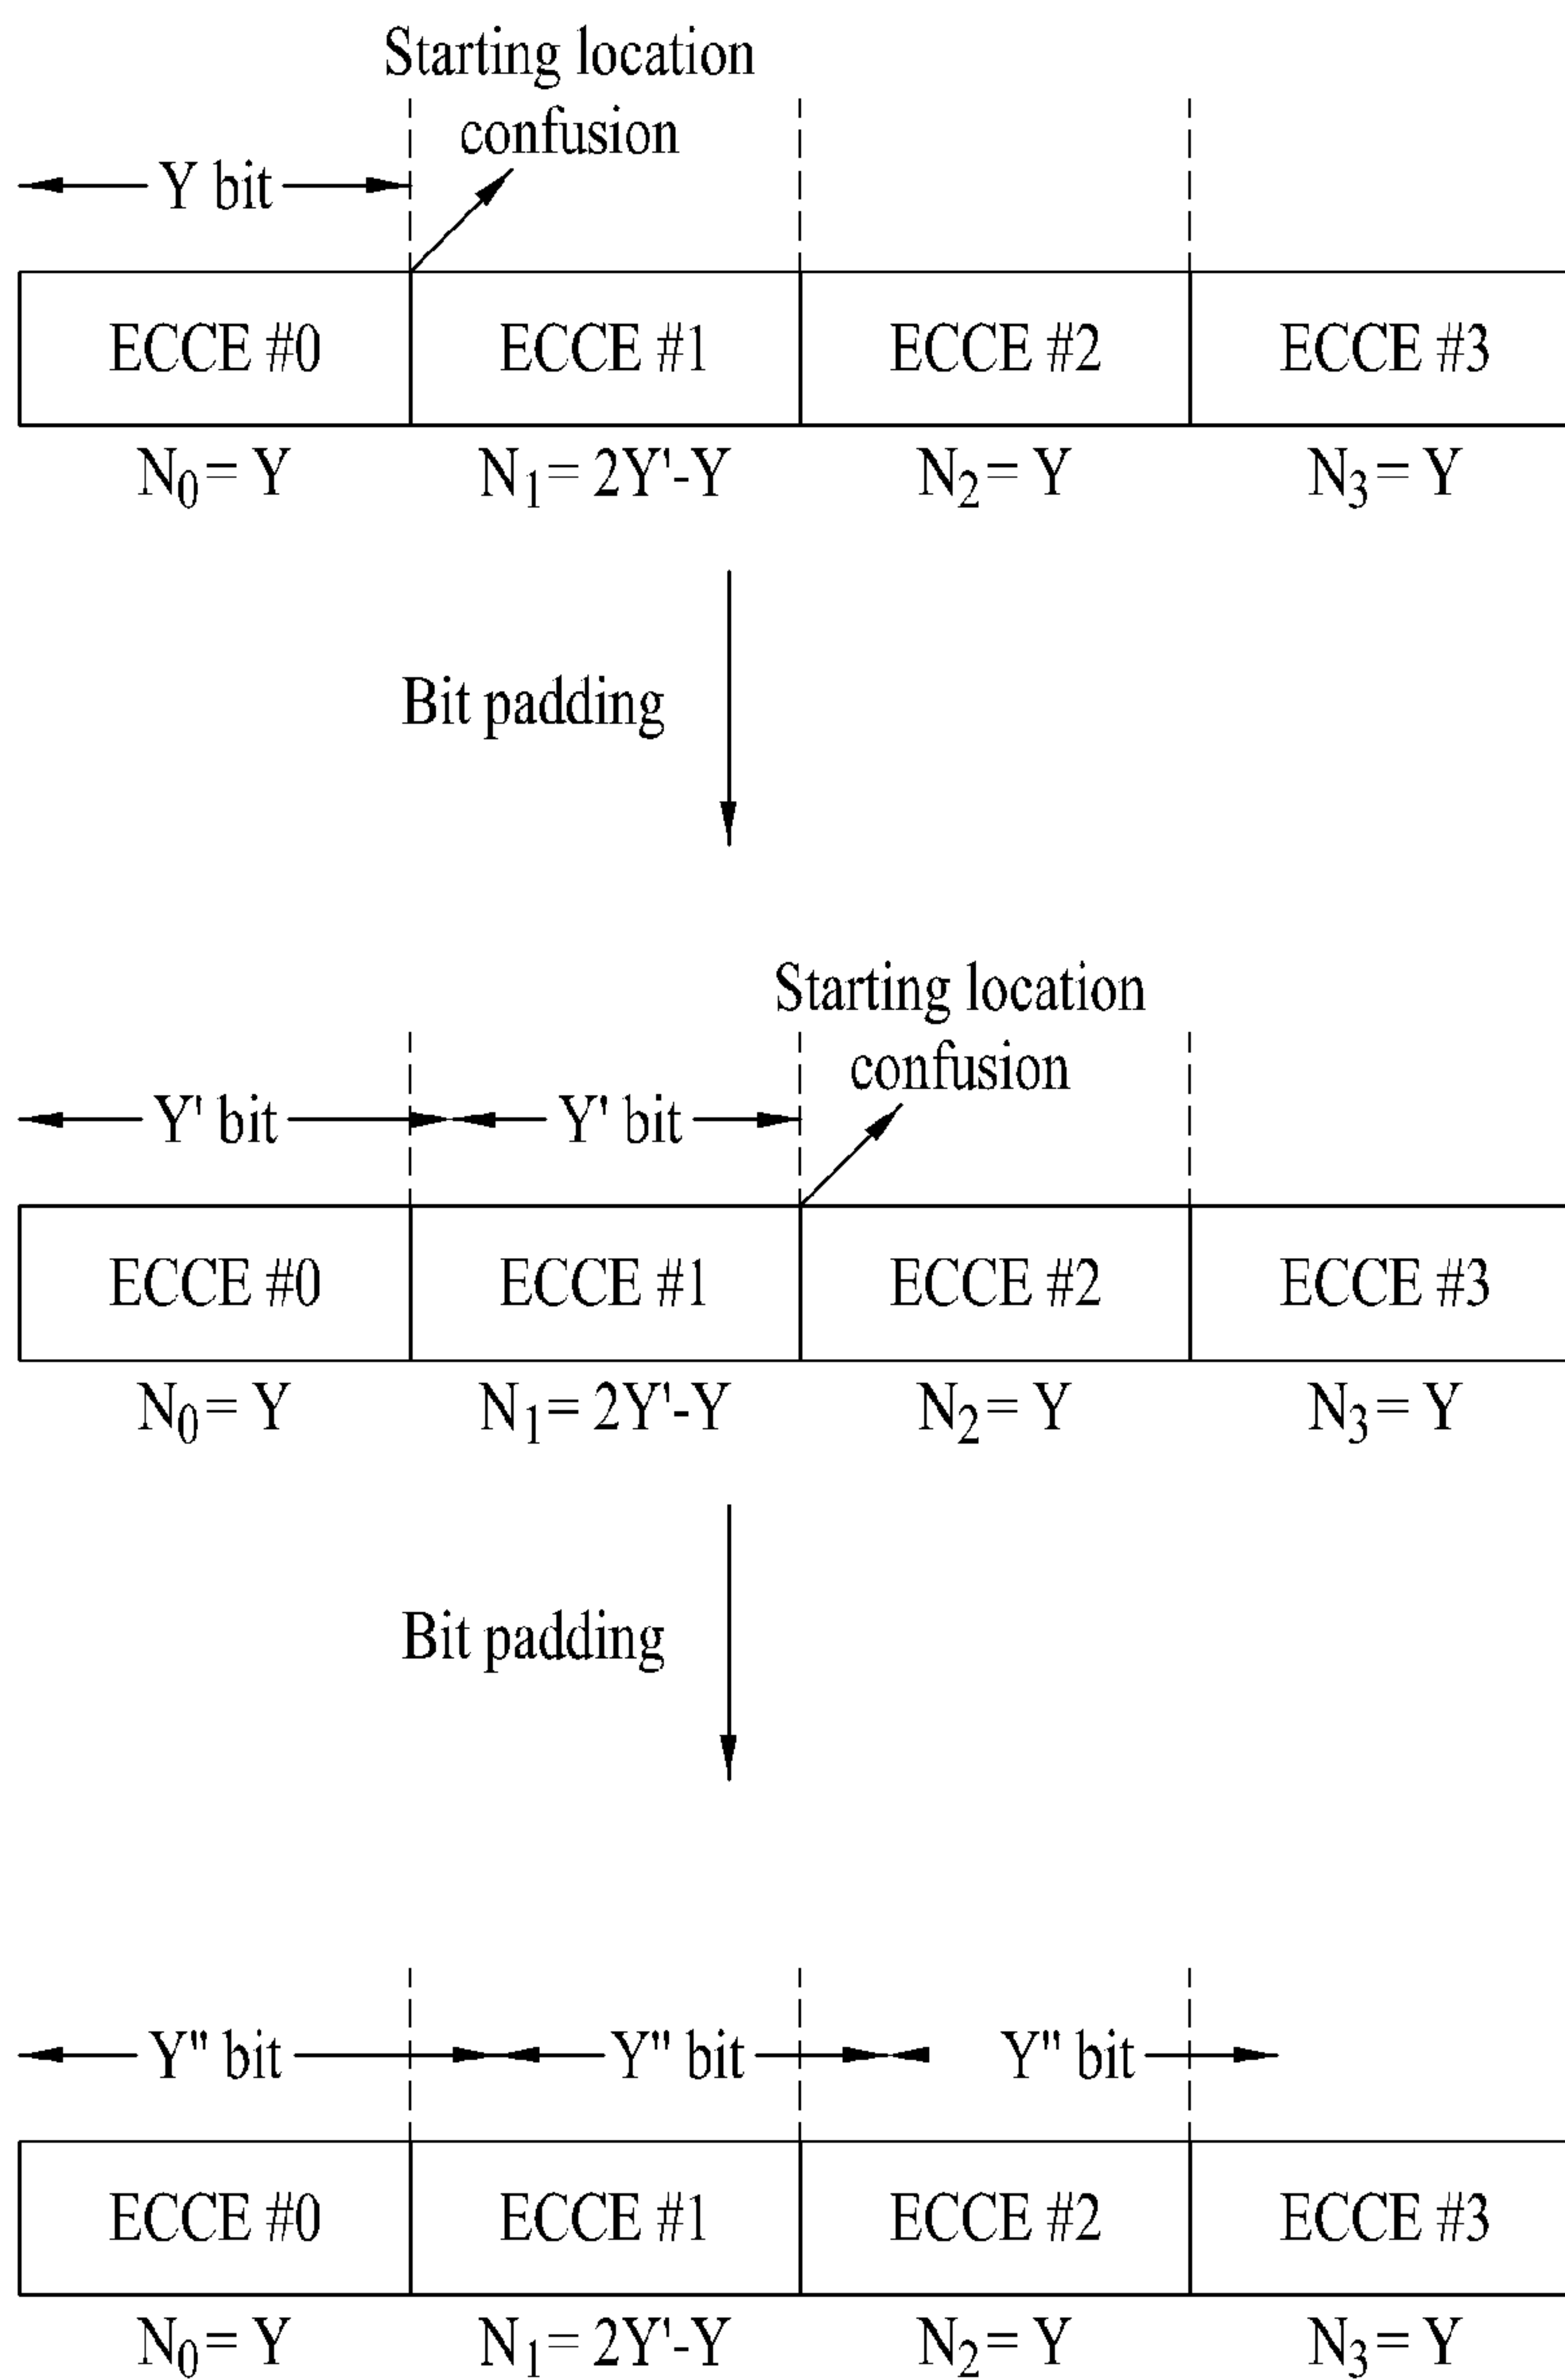 Starting location
confusion
Y bit
ECCE #0 ECCE #1 ECCE #2 ECCE #3
N0= Y N1= 2Y'-Y N2= Y N3= Y
Bit padding
Starting location
confusion
Y' bit Y' bit
ECCE #0 ECCE #1 ECCE #2 ECCE #3
N0= Y N1= 2Y'-Y N2= Y N3= Y
Bit padding
Y" bit Y" bit Y" bit
ECCE #0 ECCE #1 ECCE #2 ECCE #3
N0= Y N1= 2Y'-Y N2= Y N3= Y